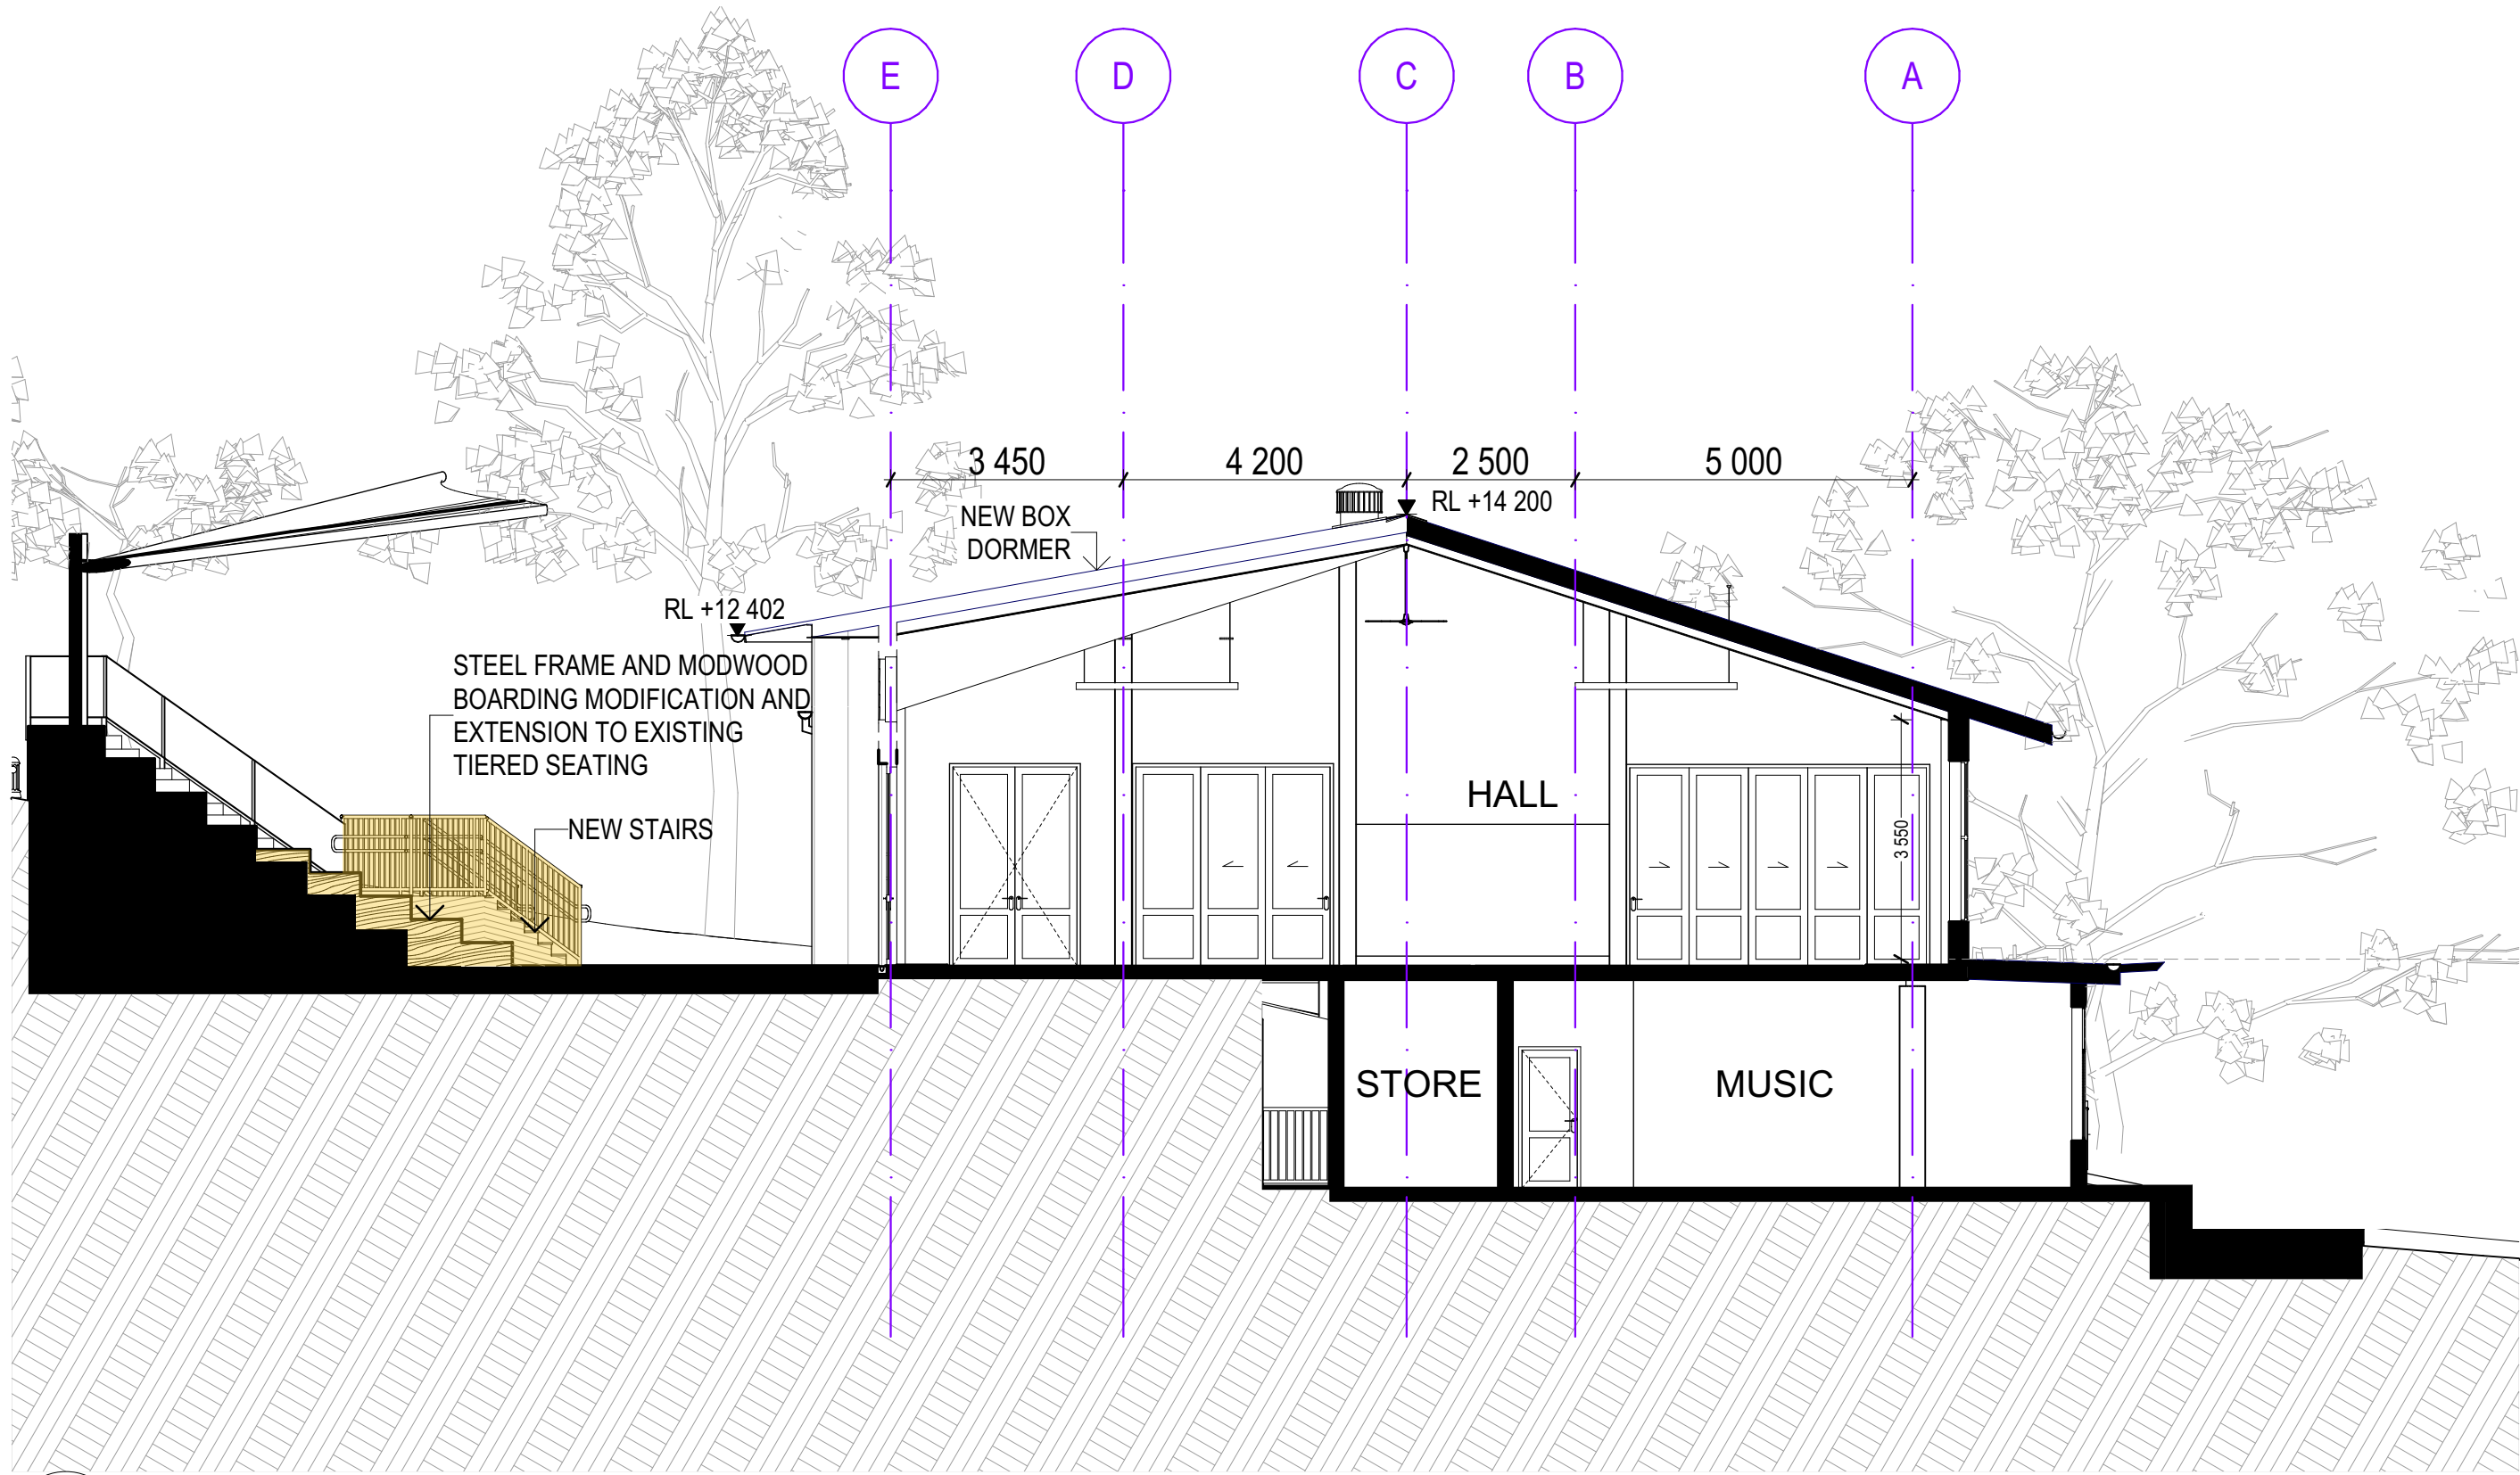 E
D
C
B
A
3 450
4 200
2 500
5 000
RL +14 200
NEW BOX
DORMER
RL +12 402
STEEL FRAME AND MODWOOD
BOARDING MODIFICATION AND
EXTENSION TO EXISTING
TIERED SEATING
NEW STAIRS
HALL
3 550
STORE
MUSIC